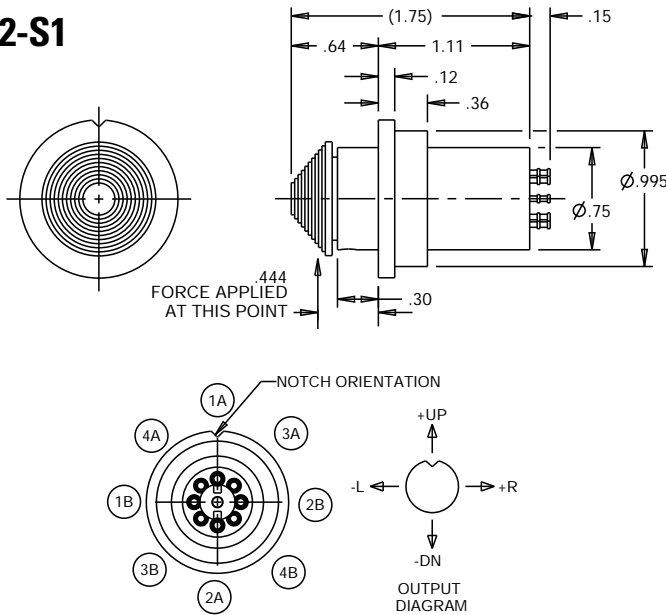 2-S1
(1.75)
.15
.64
1.11
.12
.36
Ø.995
Ø.75
.444
FORCE APPLIED
AT THIS POINT
.30
NOTCH ORIENTATION
1A
4A
3A
1B
2B
3B
4B
2A
+UP
-L
+R
-DN
OUTPUT
DIAGRAM